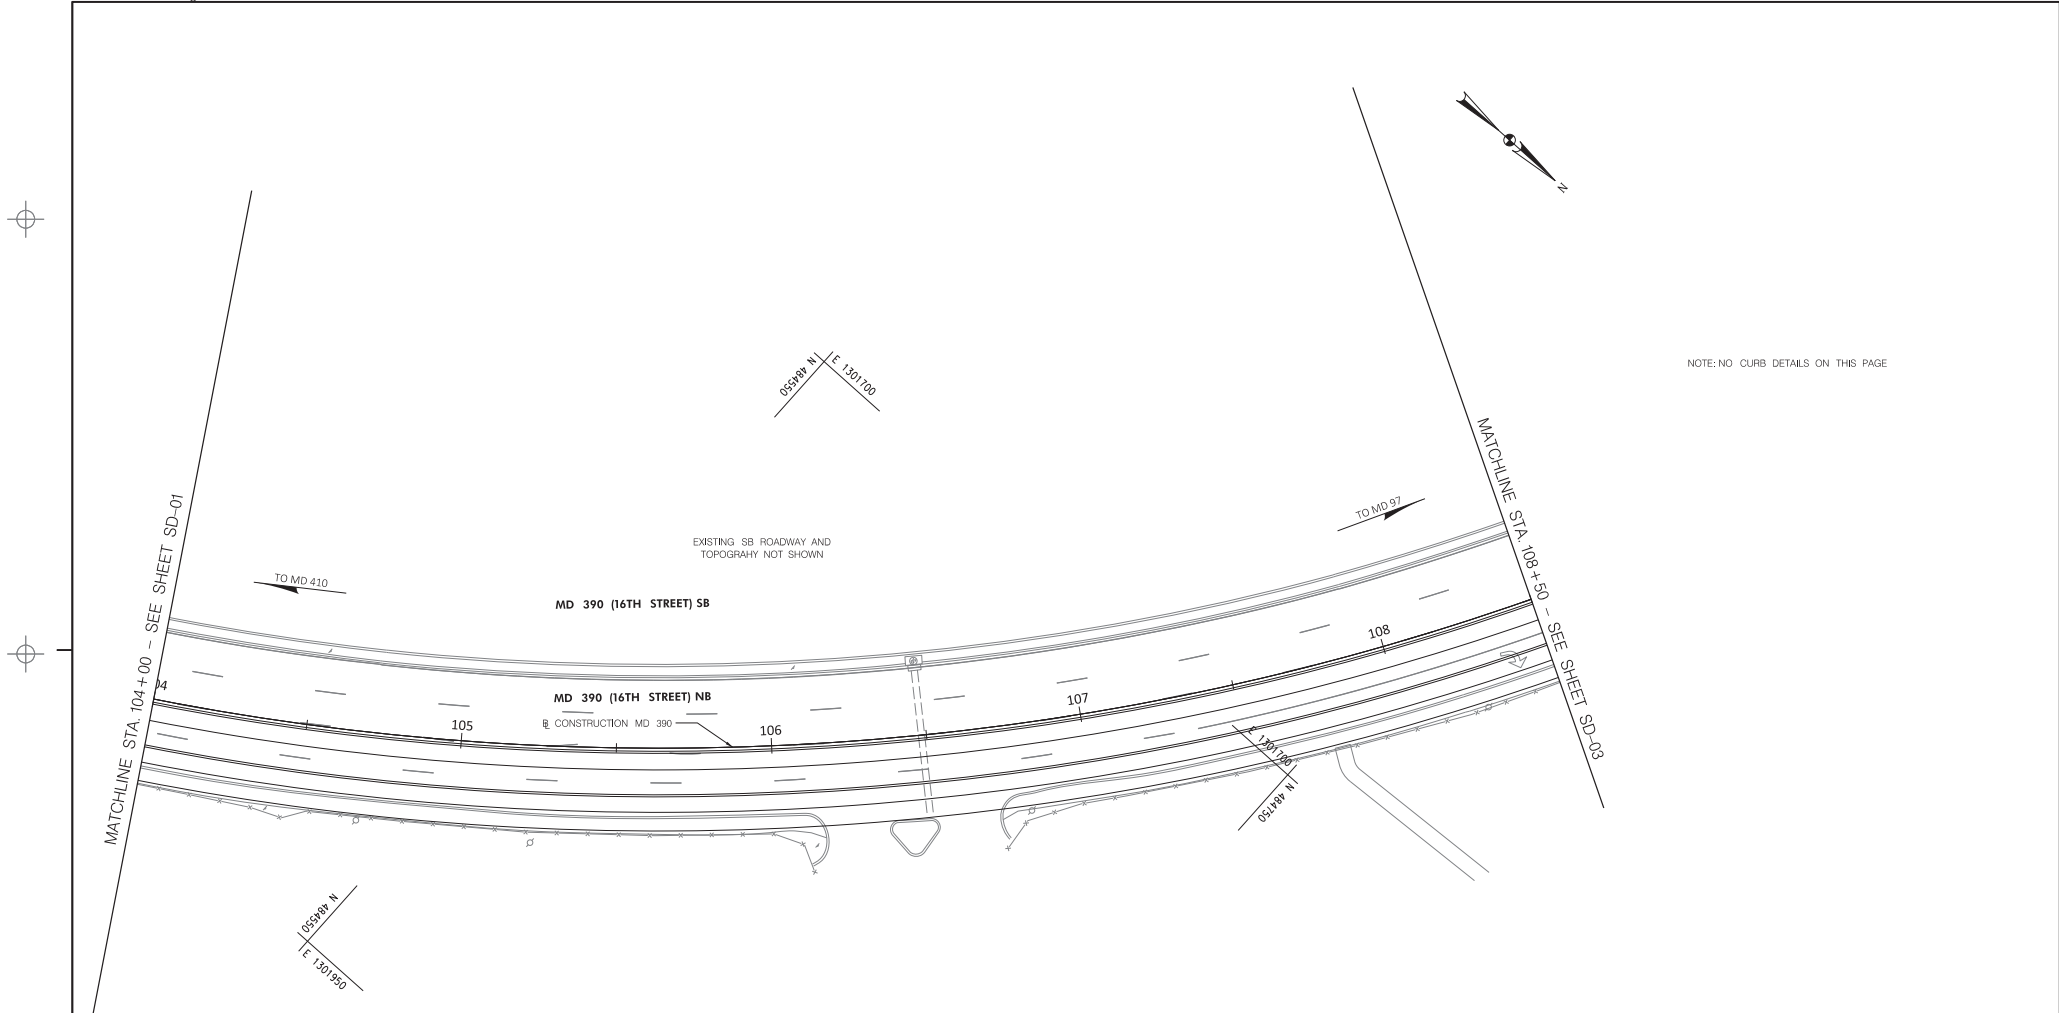 N
NOTE: NO CURB DETAILS ON THIS PAGE
N 484550
E 1301700
MATCHLINE STA. 108+50 - SEE SHEET SD-03
TO MD 97
MATCHLINE STA. 104+00 - SEE SHEET SD-01
EXISTING SB ROADWAY AND
TOPOGRAHY NOT SHOWN
TO MD 410
MD 390 (16TH STREET) SB
108
04
MD 390 (16TH STREET) NB
107
105
B CONSTRUCTION MD 390
106
E 1301700
N 484750
N 484550
E 1301950